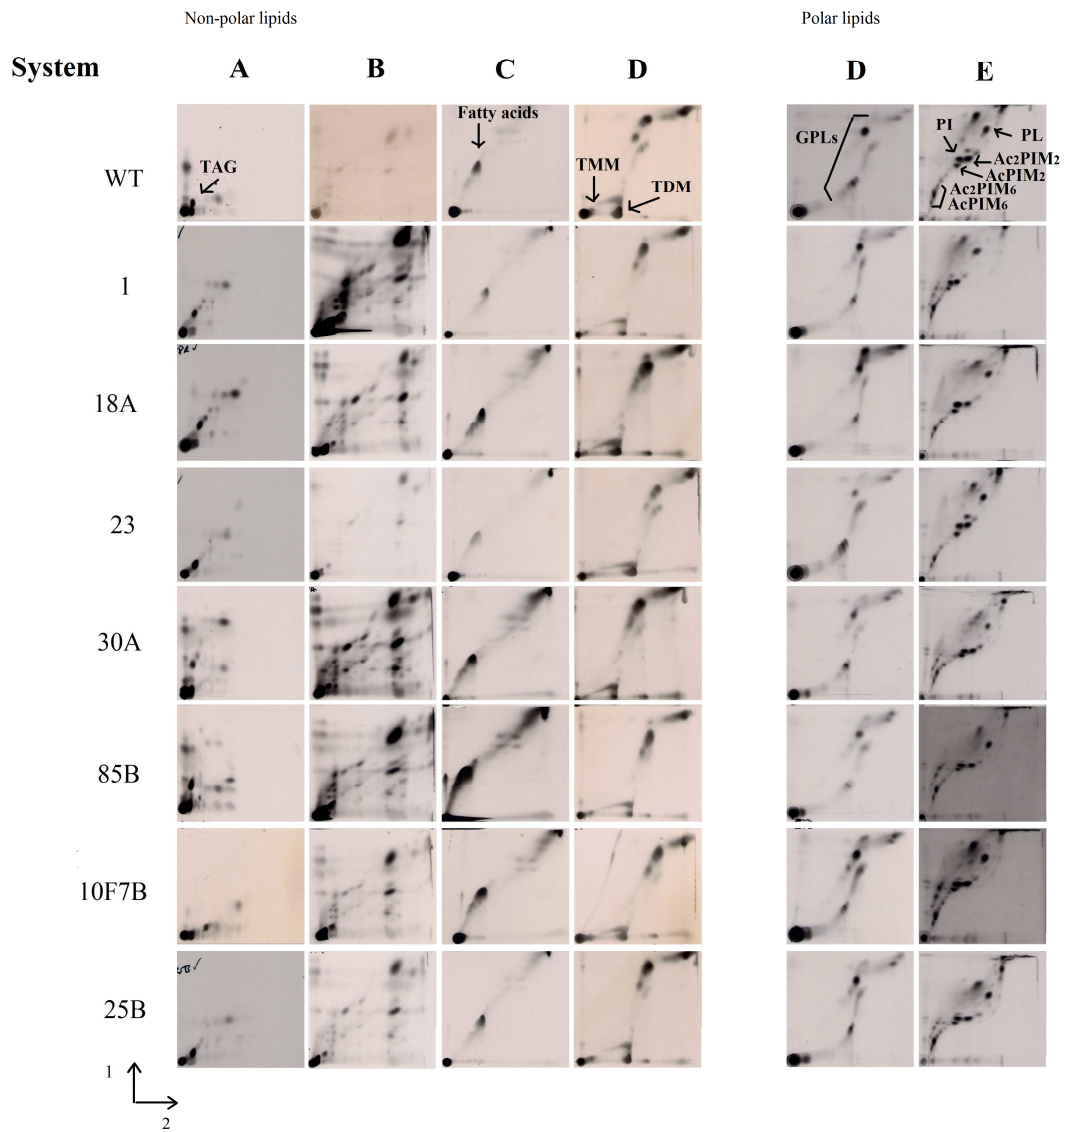 Non-polar lipids Polar lipids
System A B C D D E
WT
TAG
Fatty acids
TMM
TDM
GPLs
PI
PL
Ac2PIM2
AcPIM2
Ac2PIM6
AcPIM6
1
18A
23
30A
85B
10F7B
25B
1
2